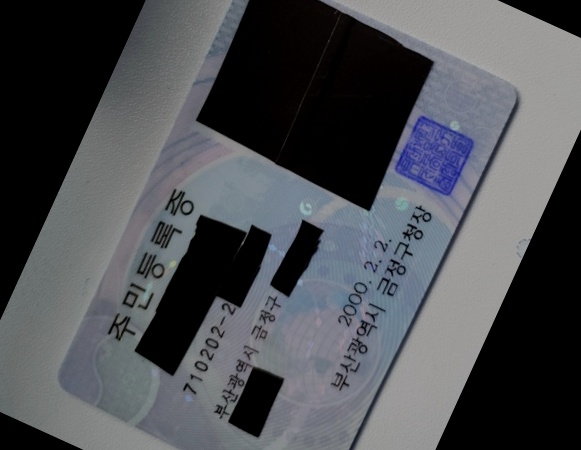 주민등록증
710202-2
부산광역시 금정구
2000. 2. 2.
부산광역시 금정구청장